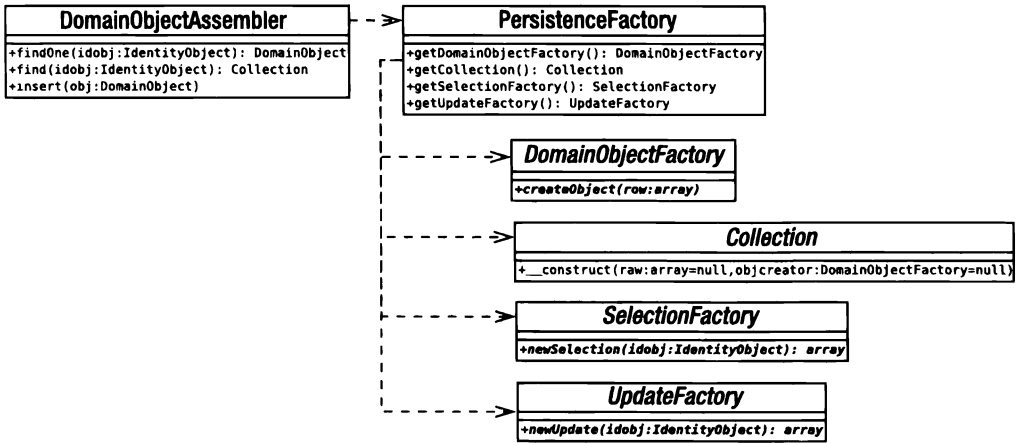 DomainObjectAssembler
+findOne(idobj:IdentityObject): DomainObject
+find(idobj:IdentityObject): Collection
+insert(obj:DomainObject)
PersistenceFactory
+getDomainObjectFactory(): DomainObjectFactory
+getCollection(): Collection
+getSelectionFactory(): SelectionFactory
+getUpdateFactory(): UpdateFactory
DomainObjectFactory
+createObject(row:array)
Collection
+__construct(raw:array=null,objcreator:DomainObjectFactory=null)
SelectionFactory
+newSelection(idobj:IdentityObject): array
UpdateFactory
+newUpdate(idobj:IdentityObject): array